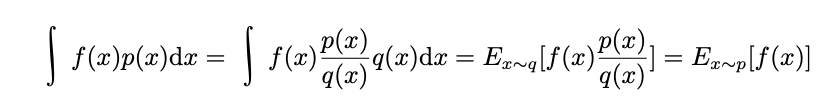 ∫ f(x)p(x)dx = ∫ f(x) p(x)/q(x) q(x)dx = E_{x∼q}[f(x) p(x)/q(x)] = E_{x∼p}[f(x)]